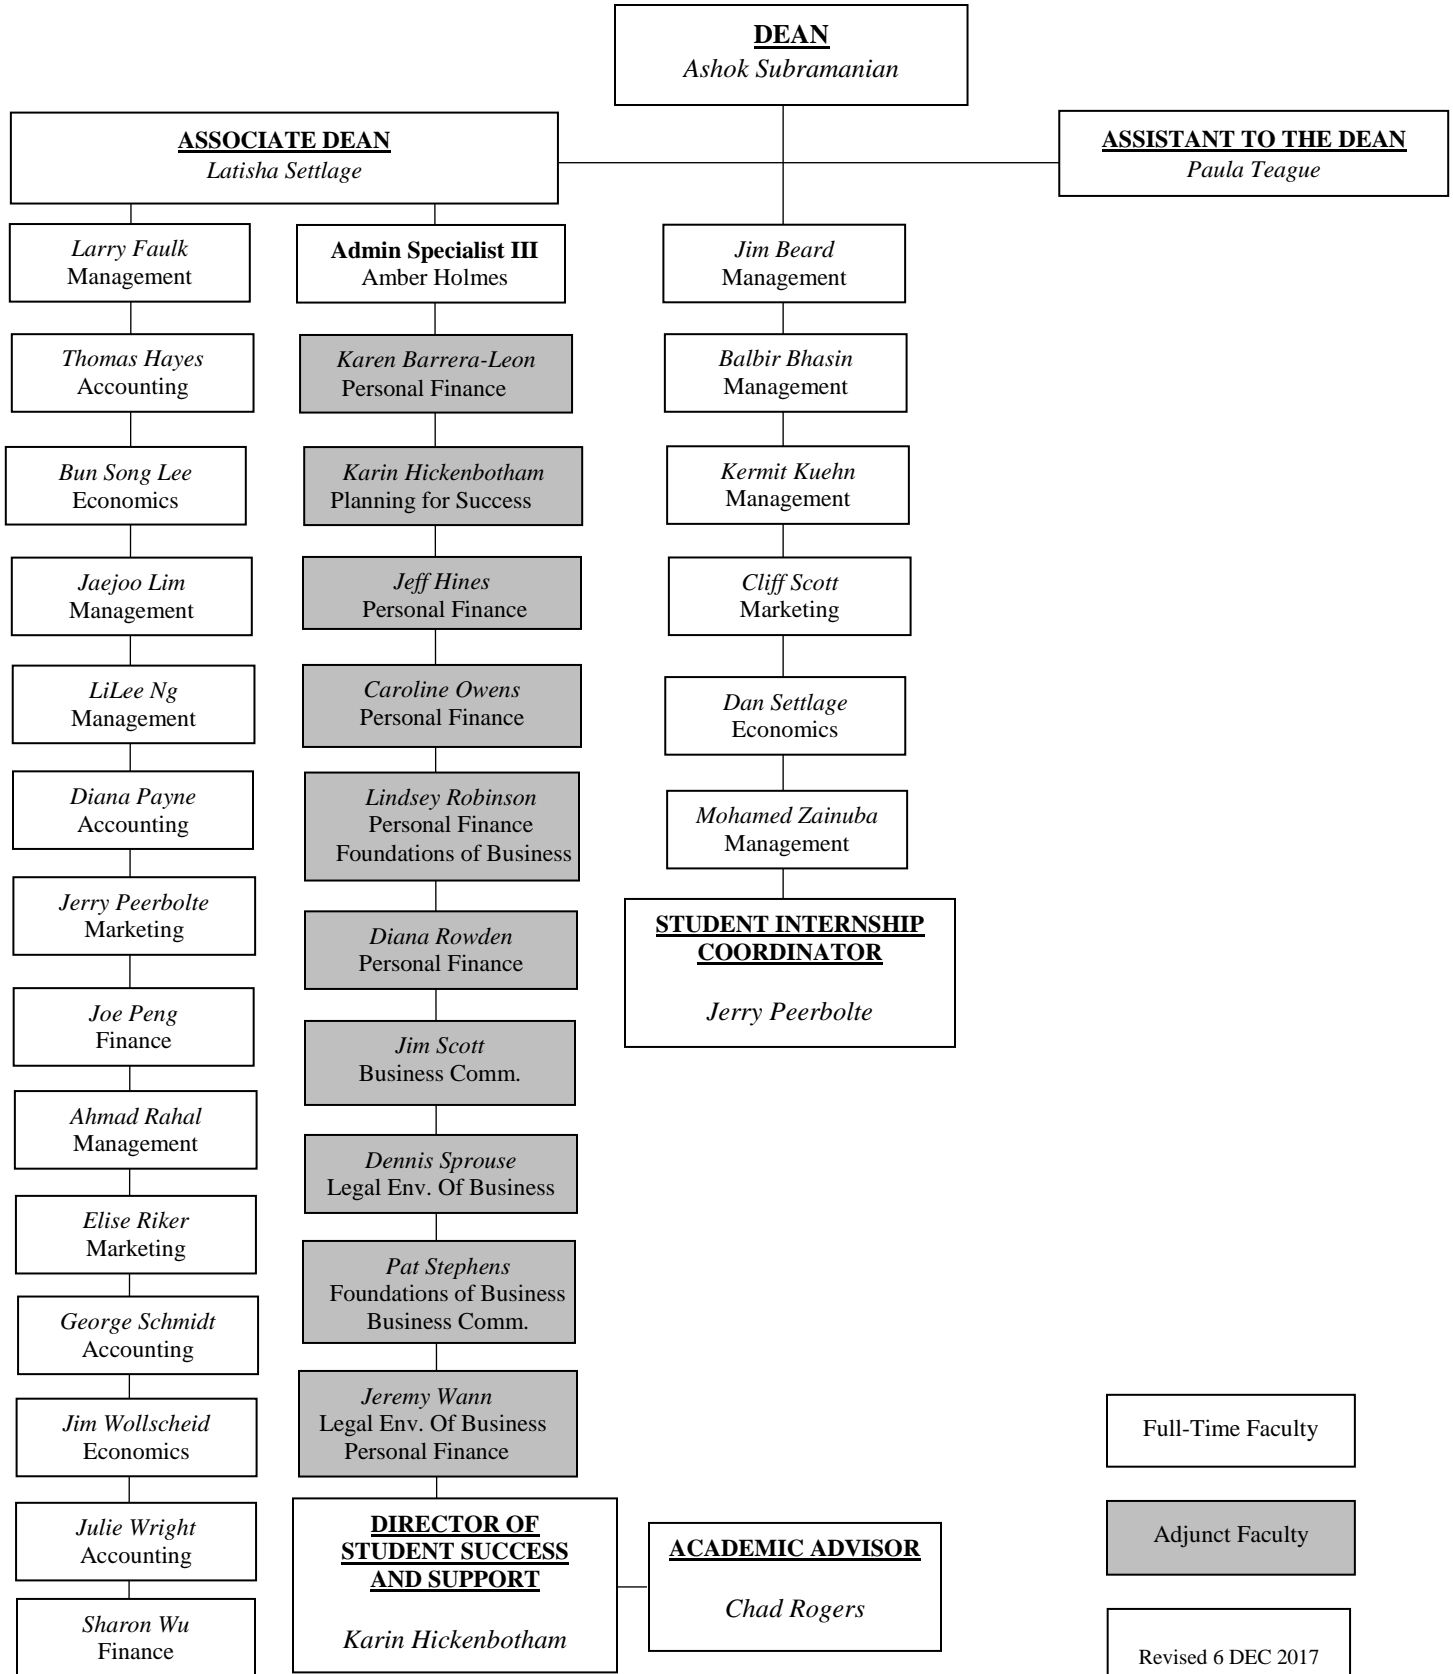 DEAN
Ashok Subramanian
ASSOCIATE DEAN
Latisha Settlage
ASSISTANT TO THE DEAN
Paula Teague
Larry Faulk
Management
Thomas Hayes
Accounting
Bun Song Lee
Economics
Jaejoo Lim
Management
LiLee Ng
Management
Diana Payne
Accounting
Jerry Peerbolte
Marketing
Joe Peng
Finance
Ahmad Rahal
Management
Elise Riker
Marketing
George Schmidt
Accounting
Jim Wollscheid
Economics
Julie Wright
Accounting
Sharon Wu
Finance
Admin Specialist III
Amber Holmes
Karen Barrera-Leon
Personal Finance
Karin Hickenbotham
Planning for Success
Jeff Hines
Personal Finance
Caroline Owens
Personal Finance
Lindsey Robinson
Personal Finance
Foundations of Business
Diana Rowden
Personal Finance
Jim Scott
Business Comm.
Dennis Sprouse
Legal Env. Of Business
Pat Stephens
Foundations of Business
Business Comm.
Jeremy Wann
Legal Env. Of Business
Personal Finance
DIRECTOR OF
STUDENT SUCCESS
AND SUPPORT
Karin Hickenbotham
ACADEMIC ADVISOR
Chad Rogers
Jim Beard
Management
Balbir Bhasin
Management
Kermit Kuehn
Management
Cliff Scott
Marketing
Dan Settlage
Economics
Mohamed Zainuba
Management
STUDENT INTERNSHIP
COORDINATOR
Jerry Peerbolte
Full-Time Faculty
Adjunct Faculty
Revised 6 DEC 2017